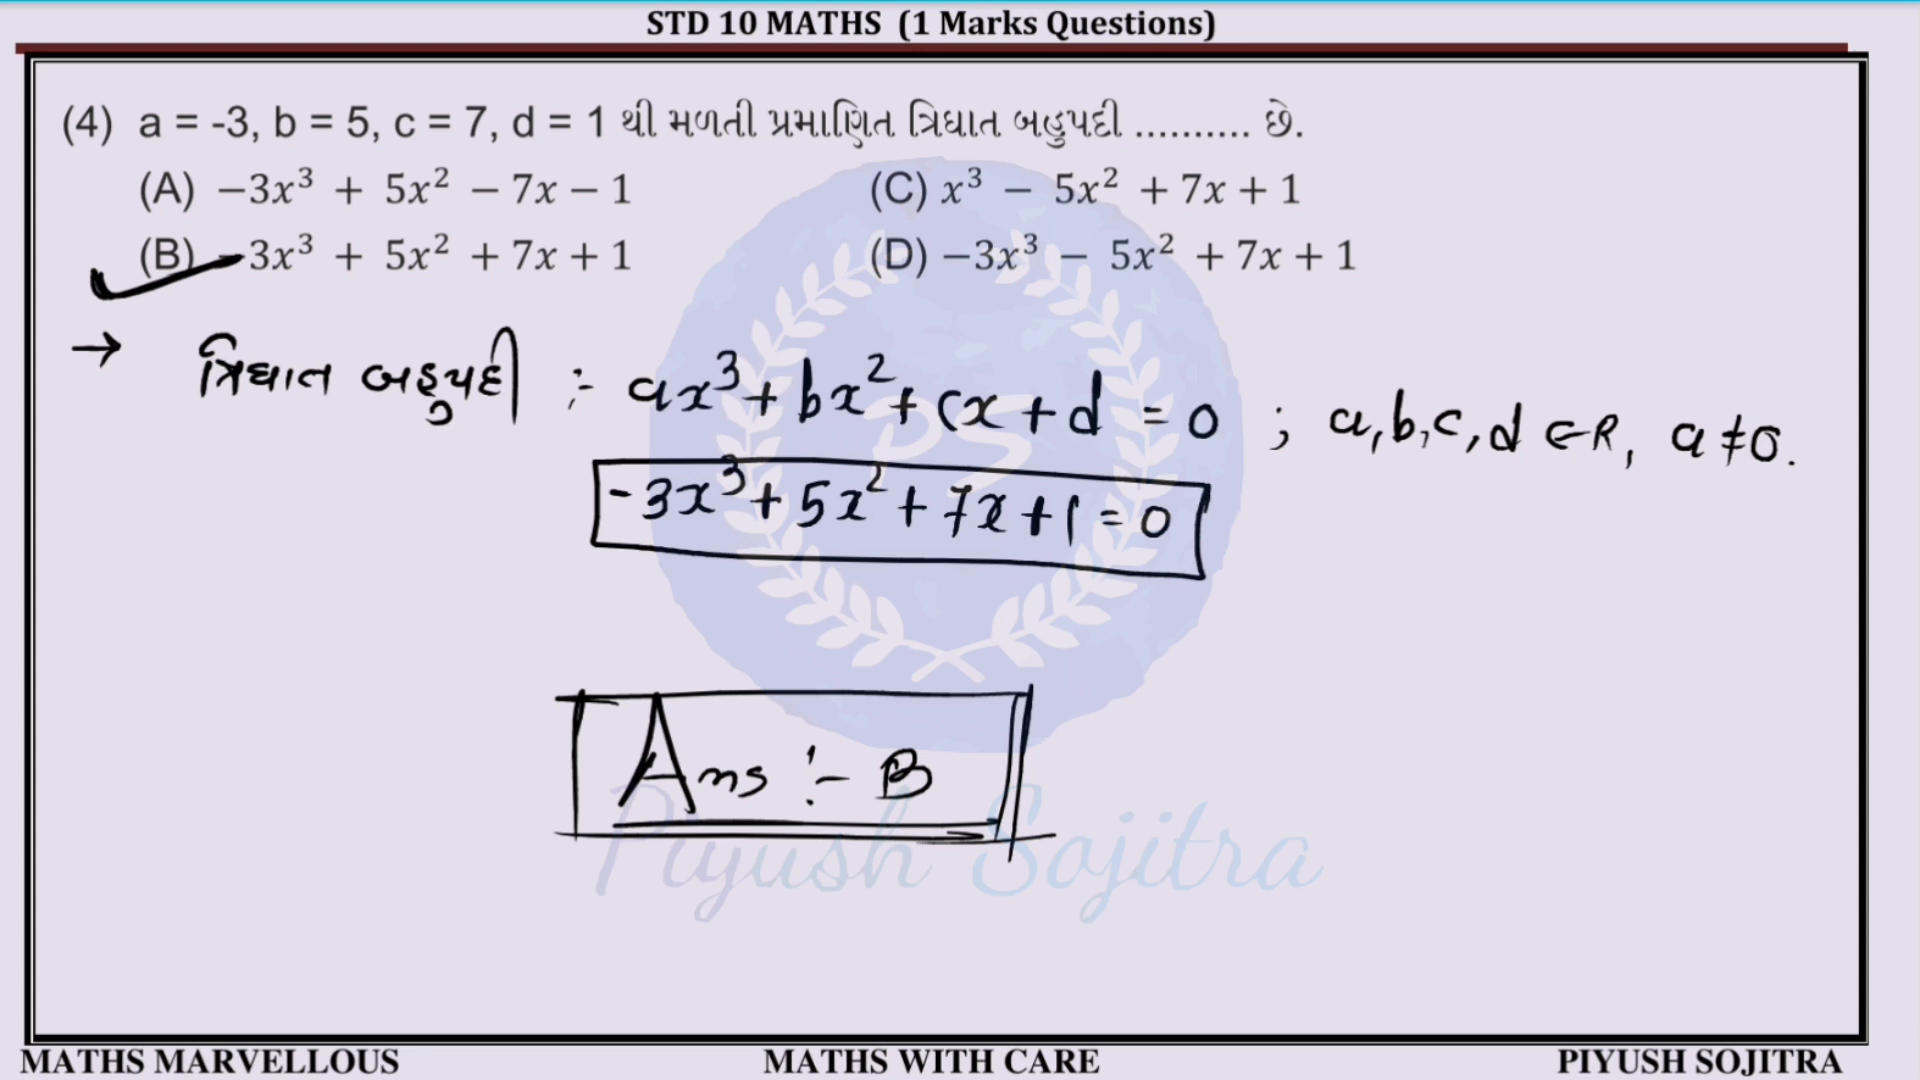 STD 10 MATHS (1 Marks Questions)
(4) a = -3, b = 5, c = 7, d = 1 થી મળતી પ્રમાણિત ત્રિઘાત બહુપદી .......... છે.
(A) −3x³ + 5x² − 7x − 1 (C) x³ − 5x² + 7x + 1
(B) −3x³ + 5x² + 7x + 1 (D) −3x³ − 5x² + 7x + 1
→ ત્રિઘાત બહુપદી :- ax³ + bx² + cx + d = 0 ; a, b, c, d ∈ R, a ≠ 0.
-3x³ + 5x² + 7x + 1 = 0
PS
Ans :- B
Piyush Sojitra
MATHS MARVELLOUS MATHS WITH CARE PIYUSH SOJITRA